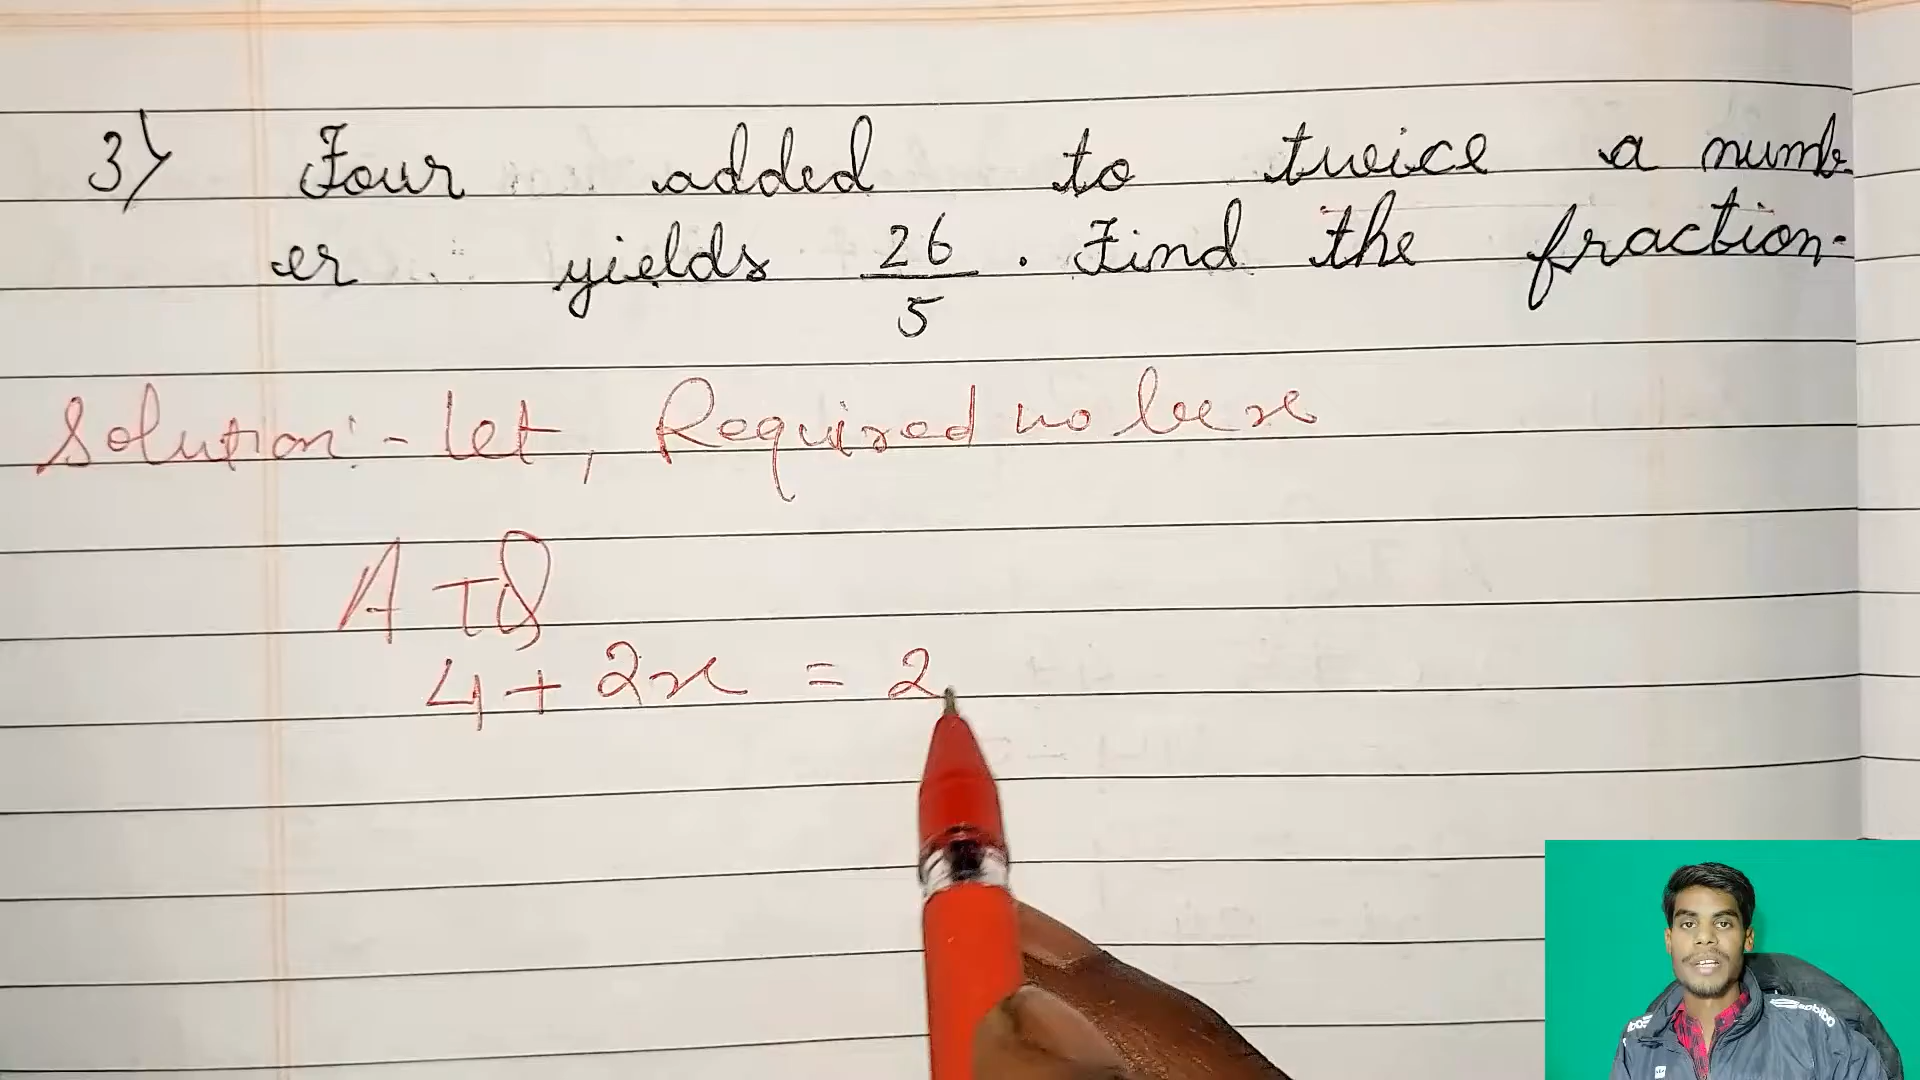 3) Four added to twice a numb-
er yields 26/5 . Find the fraction.
Solution:- let, Required no be x
ATQ
4 + 2x = 2